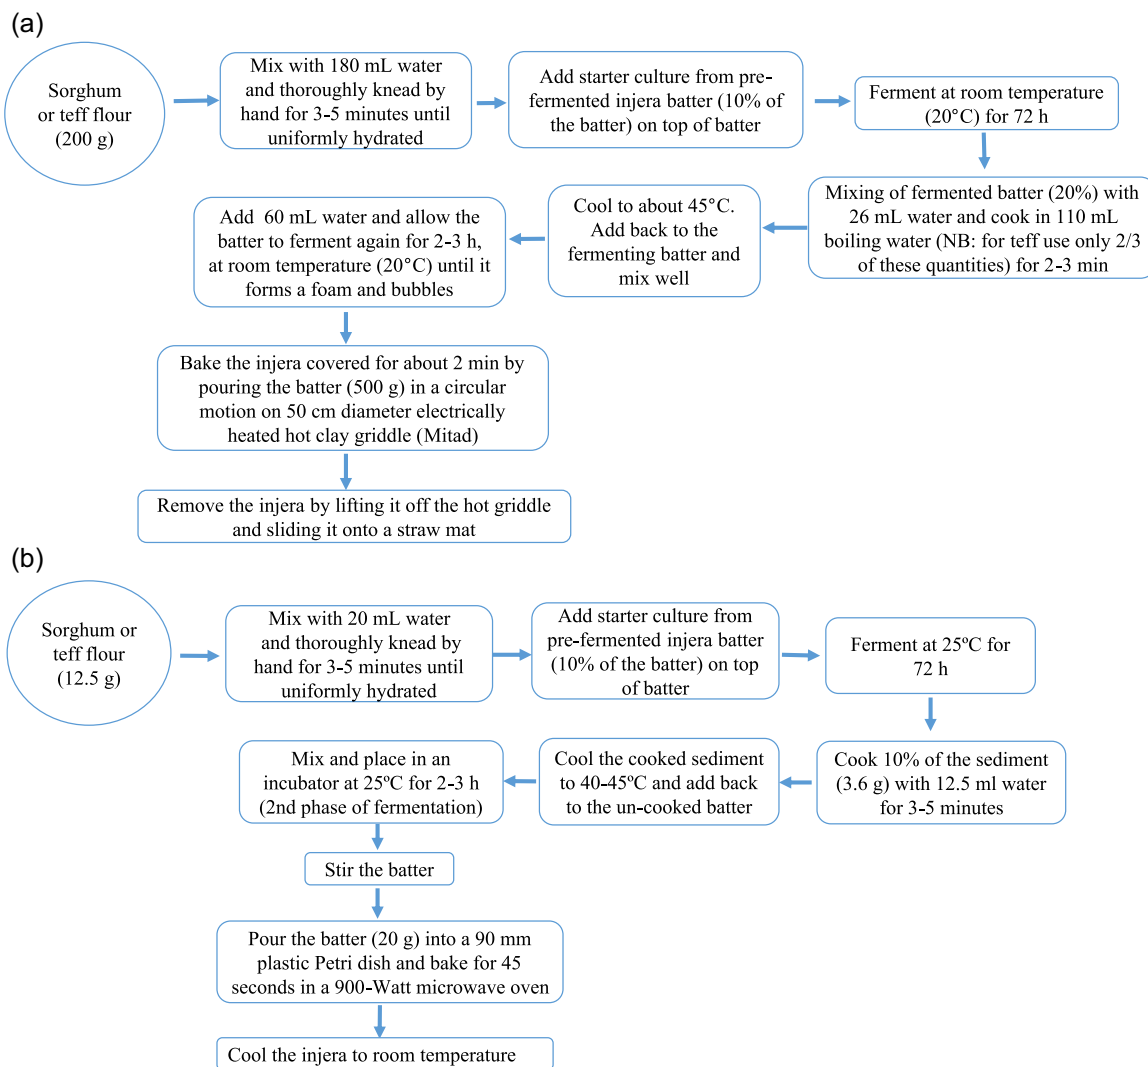 (a)
Sorghum
or teff flour
(200 g)
Mix with 180 mL water
and thoroughly knead by
hand for 3-5 minutes until
uniformly hydrated
Add starter culture from pre-
fermented injera batter (10% of
the batter) on top of batter
Ferment at room temperature
(20°C) for 72 h
Mixing of fermented batter (20%) with
26 mL water and cook in 110 mL
boiling water (NB: for teff use only 2/3
of these quantities) for 2-3 min
Cool to about 45°C.
Add back to the
fermenting batter and
mix well
Add 60 mL water and allow the
batter to ferment again for 2-3 h,
at room temperature (20°C) until it
forms a foam and bubbles
Bake the injera covered for about 2 min by
pouring the batter (500 g) in a circular
motion on 50 cm diameter electrically
heated hot clay griddle (Mitad)
Remove the injera by lifting it off the hot griddle
and sliding it onto a straw mat
(b)
Sorghum or
teff flour
(12.5 g)
Mix with 20 mL water
and thoroughly knead by
hand for 3-5 minutes until
uniformly hydrated
Add starter culture from
pre-fermented injera batter
(10% of the batter) on top
of batter
Ferment at 25ºC for
72 h
Cook 10% of the sediment
(3.6 g) with 12.5 ml water
for 3-5 minutes
Cool the cooked sediment
to 40-45ºC and add back
to the un-cooked batter
Mix and place in an
incubator at 25ºC for 2-3 h
(2nd phase of fermentation)
Stir the batter
Pour the batter (20 g) into a 90 mm
plastic Petri dish and bake for 45
seconds in a 900-Watt microwave oven
Cool the injera to room temperature